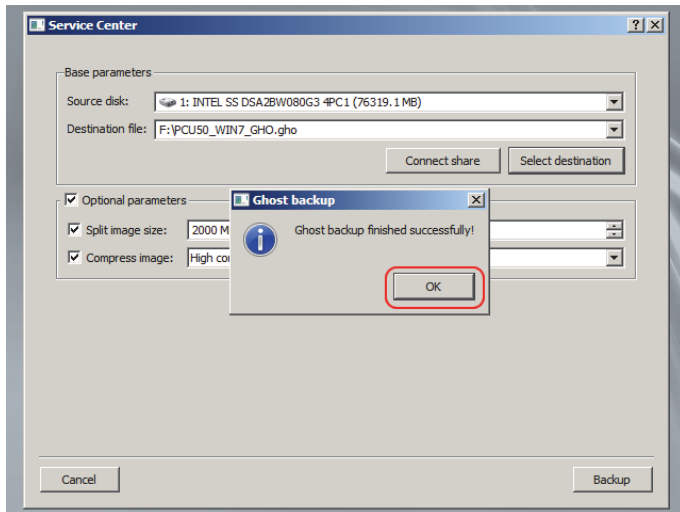 Service Center
Base parameters
Source disk: 1: INTEL SS DSA2BW080G3 4PC1 (76319.1 MB)
Destination file: F:\PCU50_WIN7_GHO.gho
Connect share Select destination
Optional parameters
Ghost backup
Split image size: 2000 M
Ghost backup finished successfully!
Compress image: High co
OK
Cancel Backup